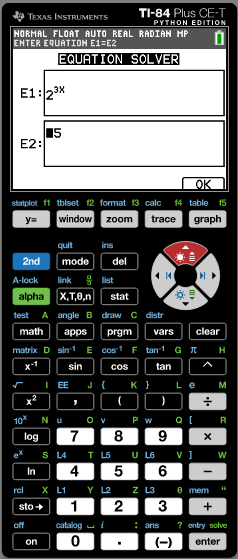 TEXAS INSTRUMENTS TI-84 Plus CE-T
PYTHON EDITION
NORMAL FLOAT AUTO REAL RADIAN MP
ENTER EQUATION E1=E2
EQUATION SOLVER
E1: 2^3X
E2: 5
OK
statplot f1 tblset f2 format f3 calc f4 table f5
y= window zoom trace graph
quit ins
2nd mode del
A-lock link list
alpha X,T,θ,n stat
test A angle B draw C distr
math apps prgm vars clear
matrix D sin⁻¹ E cos⁻¹ F tan⁻¹ G π H
x⁻¹ sin cos tan ^
√ I EE J { K } L e M
x² , ( ) ÷
10ˣ N u O v P w Q [ R
log 7 8 9 ×
eˣ S L4 T L5 U L6 V ] W
ln 4 5 6 −
rcl X L1 Y L2 Z L3 θ mem "
sto→ 1 2 3 +
off catalog i : ans ? entry solve
on 0 . (−) enter